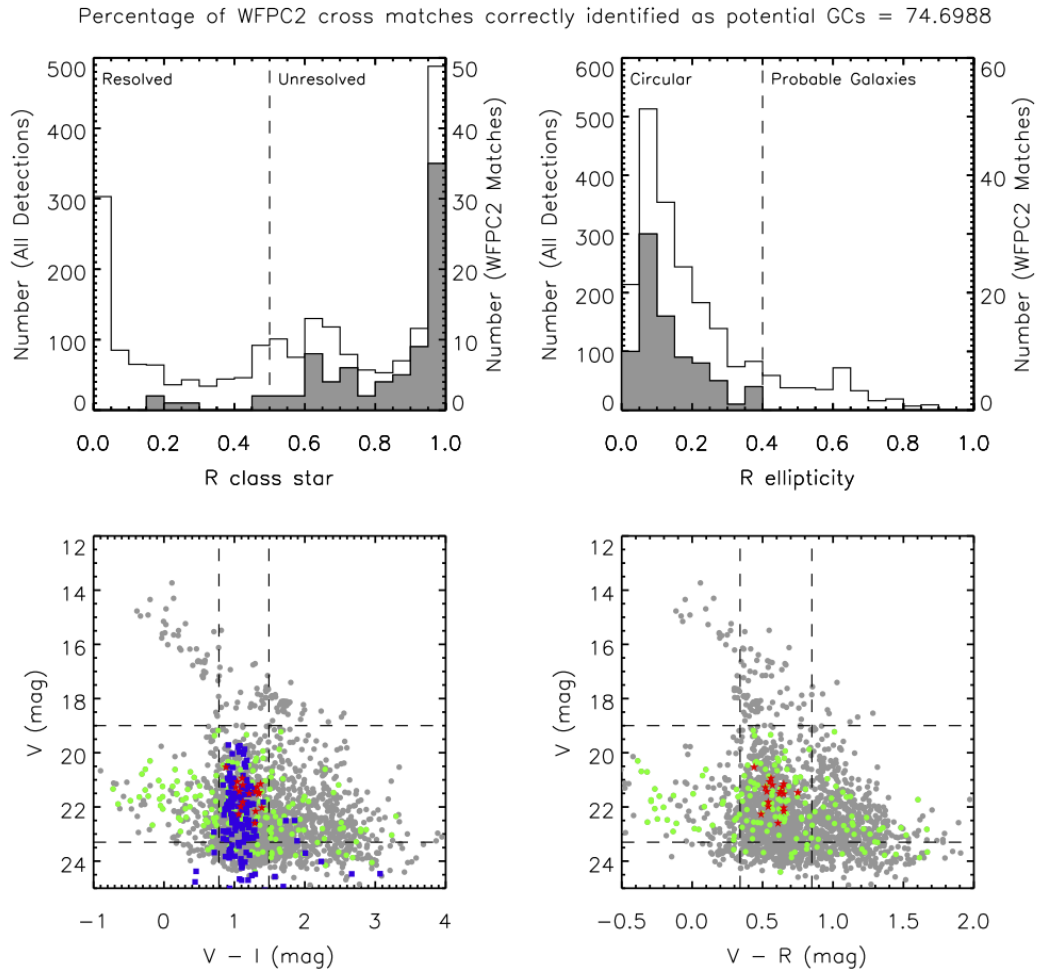 Percentage of WFPC2 cross matches correctly identified as potential GCs = 74.6988
Resolved
Unresolved
Number (All Detections)
500
400
300
200
100
0
50
40
30
20
10
0
Number (WFPC2 Matches)
0.0 0.2 0.4 0.6 0.8 1.0
R class star
Circular
Probable Galaxies
Number (All Detections)
600
500
400
300
200
100
0
60
40
20
0
Number (WFPC2 Matches)
0.0 0.2 0.4 0.6 0.8 1.0
R ellipticity
V (mag)
12
14
16
18
20
22
24
-1 0 1 2 3 4
V - I (mag)
V (mag)
12
14
16
18
20
22
24
-0.5 0.0 0.5 1.0 1.5 2.0
V - R (mag)